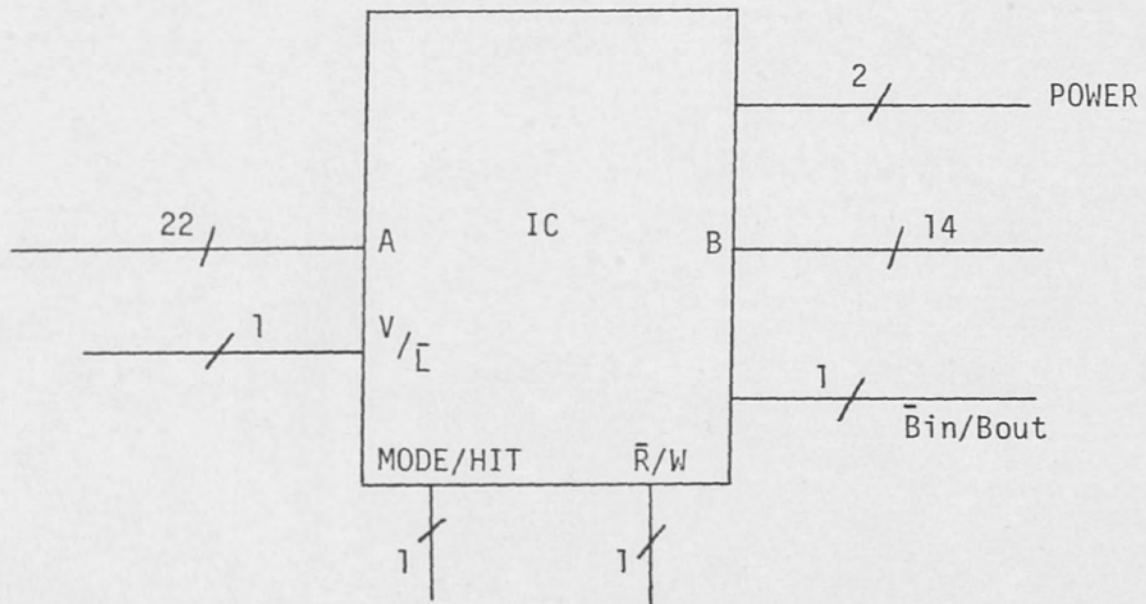 2
POWER
22
A
IC
B
14
1
V/L̄
1
B̄in/Bout
MODE/HIT
R̄/W
1
1